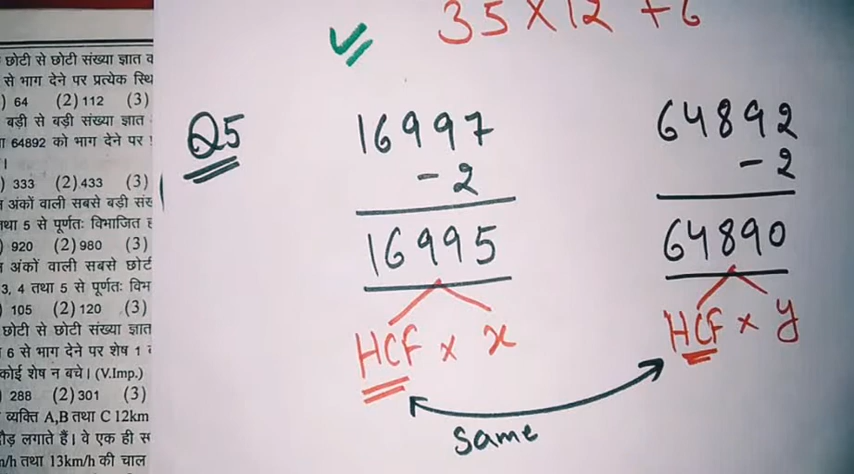 छोटी से छोटी संख्या ज्ञात
से भाग देने पर प्रत्येक
64 (2) 112 (3)
बड़ी से बड़ी संख्या ज्ञात
64892 को भाग देने पर
333 (2) 433 (3)
अंकों वाली सबसे बड़ी
तथा 5 से पूर्णतः विभाजित
920 (2) 980 (3)
अंकों वाली सबसे छोटी
3, 4 तथा 5 से पूर्णतः
105 (2) 120 (3)
छोटी से छोटी संख्या ज्ञात
6 से भाग देने पर शेष 1
कोई शेष न बचे। (V.Imp.)
288 (2) 301 (3)
व्यक्ति A,B तथा C 12km
लगाते हैं। वे एक ही
तथा 13km/h की चाल
35 × 12 + 6
Q5
16997
- 2
16995
HCF × x
64892
- 2
64890
HCF × y
same